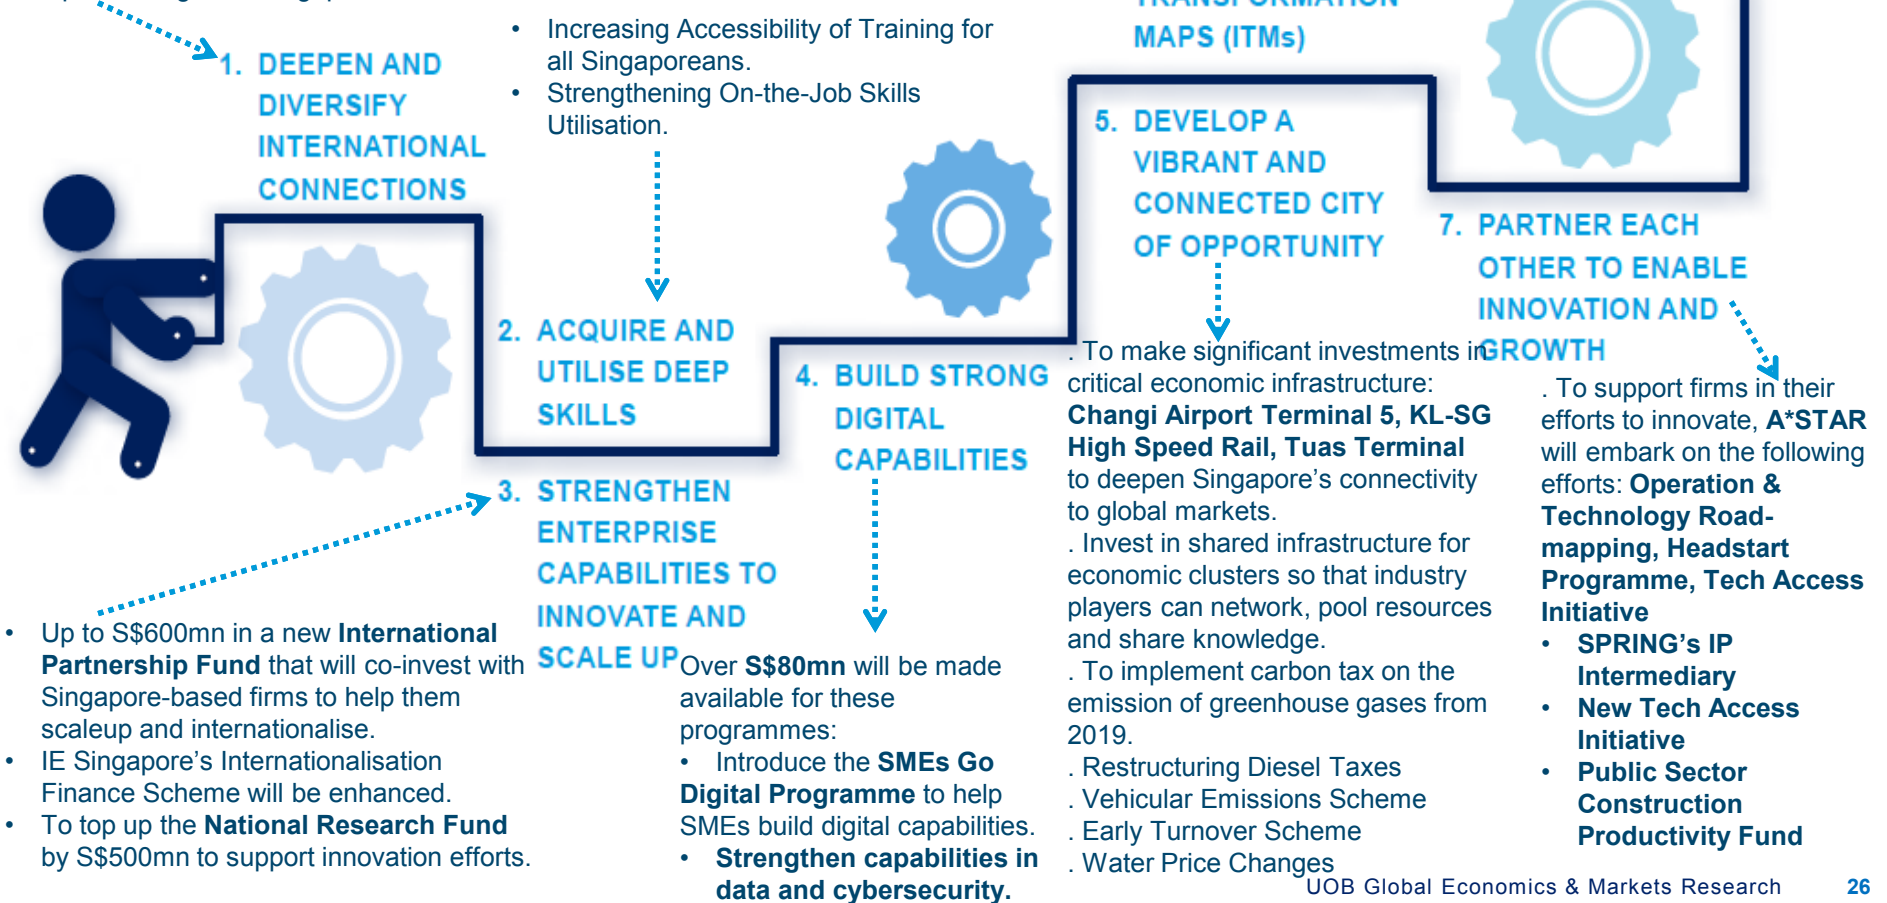 • Increasing Accessibility of Training for
all Singaporeans.
• Strengthening On-the-Job Skills
Utilisation.
MAPS (ITMs)
1. DEEPEN AND
DIVERSIFY
INTERNATIONAL
CONNECTIONS
5. DEVELOP A
VIBRANT AND
CONNECTED CITY
OF OPPORTUNITY
7. PARTNER EACH
OTHER TO ENABLE
INNOVATION AND
GROWTH
2. ACQUIRE AND
UTILISE DEEP
SKILLS
4. BUILD STRONG
DIGITAL
CAPABILITIES
3. STRENGTHEN
ENTERPRISE
CAPABILITIES TO
INNOVATE AND
SCALE UP
• Up to S$600mn in a new International
Partnership Fund that will co-invest with
Singapore-based firms to help them
scaleup and internationalise.
• IE Singapore's Internationalisation
Finance Scheme will be enhanced.
• To top up the National Research Fund
by S$500mn to support innovation efforts.
Over S$80mn will be made
available for these
programmes:
• Introduce the SMEs Go
Digital Programme to help
SMEs build digital capabilities.
• Strengthen capabilities in
data and cybersecurity.
. To make significant investments in
critical economic infrastructure:
Changi Airport Terminal 5, KL-SG
High Speed Rail, Tuas Terminal
to deepen Singapore's connectivity
to global markets.
. Invest in shared infrastructure for
economic clusters so that industry
players can network, pool resources
and share knowledge.
. To implement carbon tax on the
emission of greenhouse gases from
2019.
. Restructuring Diesel Taxes
. Vehicular Emissions Scheme
. Early Turnover Scheme
. Water Price Changes
. To support firms in their
efforts to innovate, A*STAR
will embark on the following
efforts: Operation &
Technology Road-
mapping, Headstart
Programme, Tech Access
Initiative
• SPRING's IP
Intermediary
• New Tech Access
Initiative
• Public Sector
Construction
Productivity Fund
UOB Global Economics & Markets Research 26